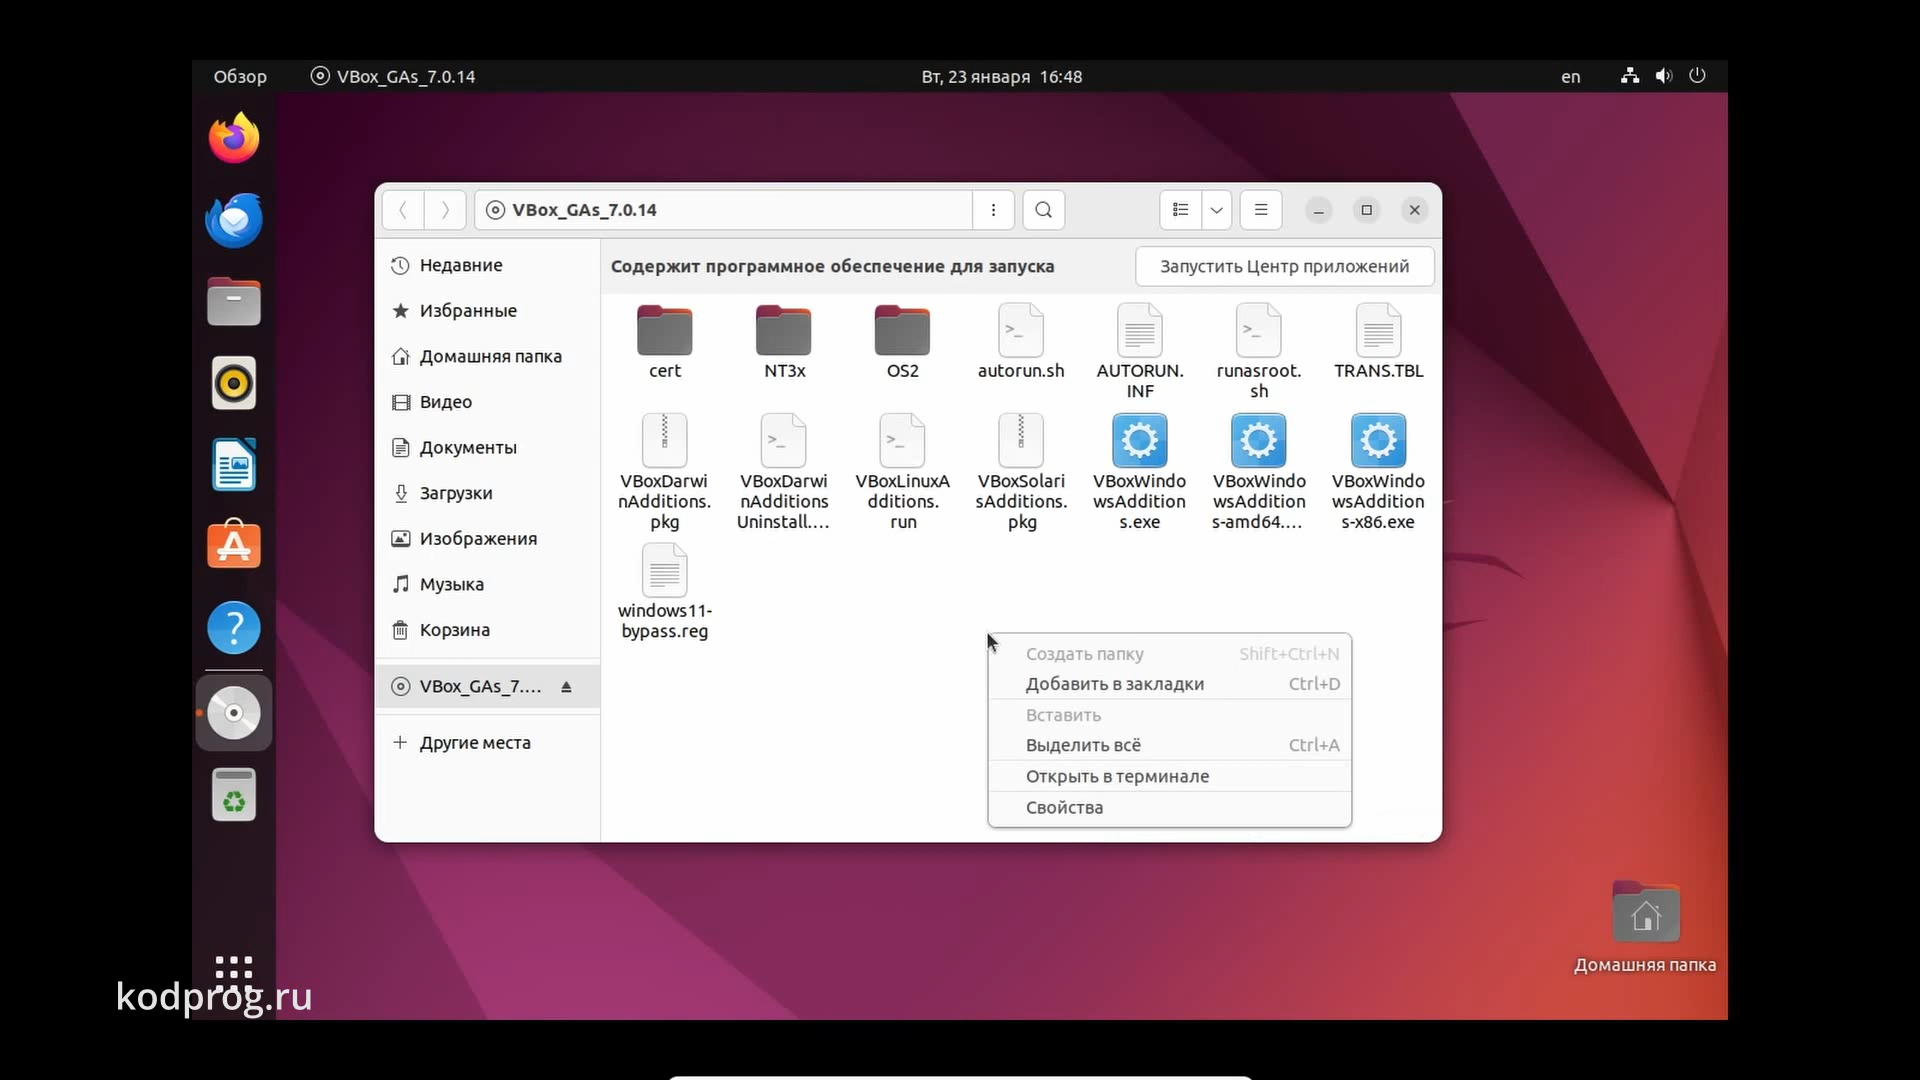 Обзор
VBox_GAs_7.0.14
Вт, 23 января 16:48
en
VBox_GAs_7.0.14
Недавние
Избранные
Домашняя папка
Видео
Документы
Загрузки
Изображения
Музыка
Корзина
VBox_GAs_7....
Другие места
Содержит программное обеспечение для запуска
Запустить Центр приложений
cert
NT3x
OS2
autorun.sh
AUTORUN.
INF
runasroot.
sh
TRANS.TBL
VBoxDarwi
nAdditions.
pkg
VBoxDarwi
nAdditions
Uninstall....
VBoxLinuxA
dditions.
run
VBoxSolari
sAdditions.
pkg
VBoxWindo
wsAddition
s.exe
VBoxWindo
wsAddition
s-amd64....
VBoxWindo
wsAddition
s-x86.exe
windows11-
bypass.reg
Создать папку Shift+Ctrl+N
Добавить в закладки Ctrl+D
Вставить
Выделить всё Ctrl+A
Открыть в терминале
Свойства
Домашняя папка
kodprog.ru